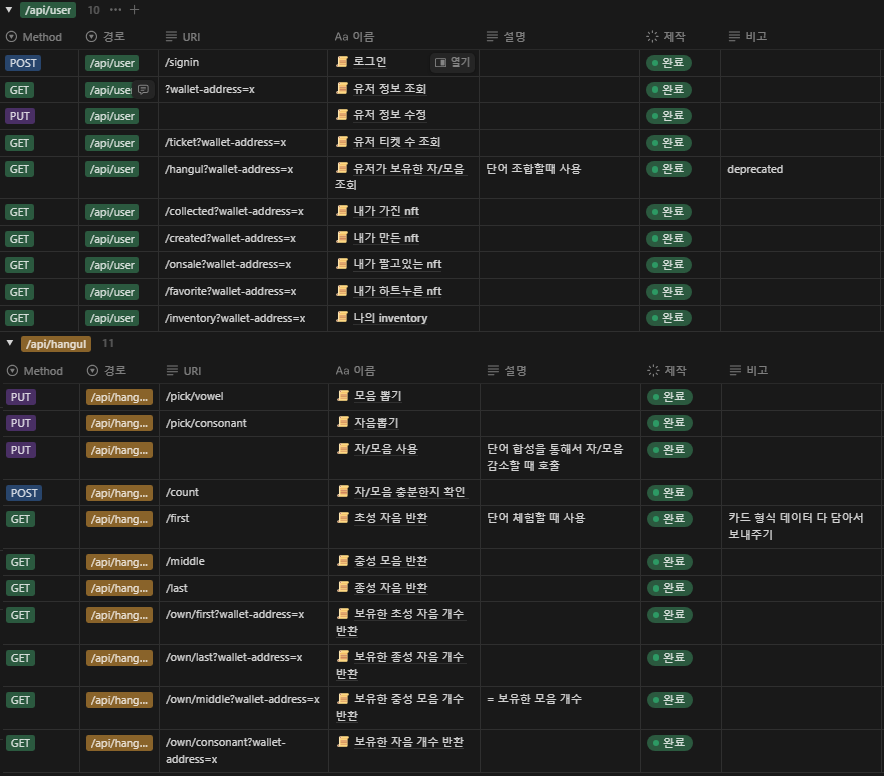 /api/user 10
Method 경로 URI Aa 이름 설명 제작 비고
POST /api/user /signin 로그인 열기 완료
GET /api/user ?wallet-address=x 유저 정보 조회 완료
PUT /api/user 유저 정보 수정 완료
GET /api/user /ticket?wallet-address=x 유저 티켓 수 조회 완료
GET /api/user /hangul?wallet-address=x 유저가 보유한 자/모음 단어 조합할때 사용 완료 deprecated
조회
GET /api/user /collected?wallet-address=x 내가 가진 nft 완료
GET /api/user /created?wallet-address=x 내가 만든 nft 완료
GET /api/user /onsale?wallet-address=x 내가 팔고있는 nft 완료
GET /api/user /favorite?wallet-address=x 내가 하트누른 nft 완료
GET /api/user /inventory?wallet-address=x 나의 inventory 완료
/api/hangul 11
Method 경로 URI Aa 이름 설명 제작 비고
PUT /api/hang... /pick/vowel 모음 뽑기 완료
PUT /api/hang... /pick/consonant 자음뽑기 완료
PUT /api/hang... 자/모음 사용 단어 합성을 통해서 자/모음 완료
감소할 때 호출
POST /api/hang... /count 자/모음 충분한지 확인 완료
GET /api/hang... /first 초성 자음 반환 단어 체험할 때 사용 완료 카드 형식 데이터 다 담아서
보내주기
GET /api/hang... /middle 중성 모음 반환 완료
GET /api/hang... /last 종성 자음 반환 완료
GET /api/hang... /own/first?wallet-address=x 보유한 초성 자음 개수 완료
반환
GET /api/hang... /own/last?wallet-address=x 보유한 종성 자음 개수 완료
반환
GET /api/hang... /own/middle?wallet-address=x 보유한 중성 모음 개수 = 보유한 모음 개수 완료
반환
GET /api/hang... /own/consonant?wallet- 보유한 자음 개수 반환 완료
address=x